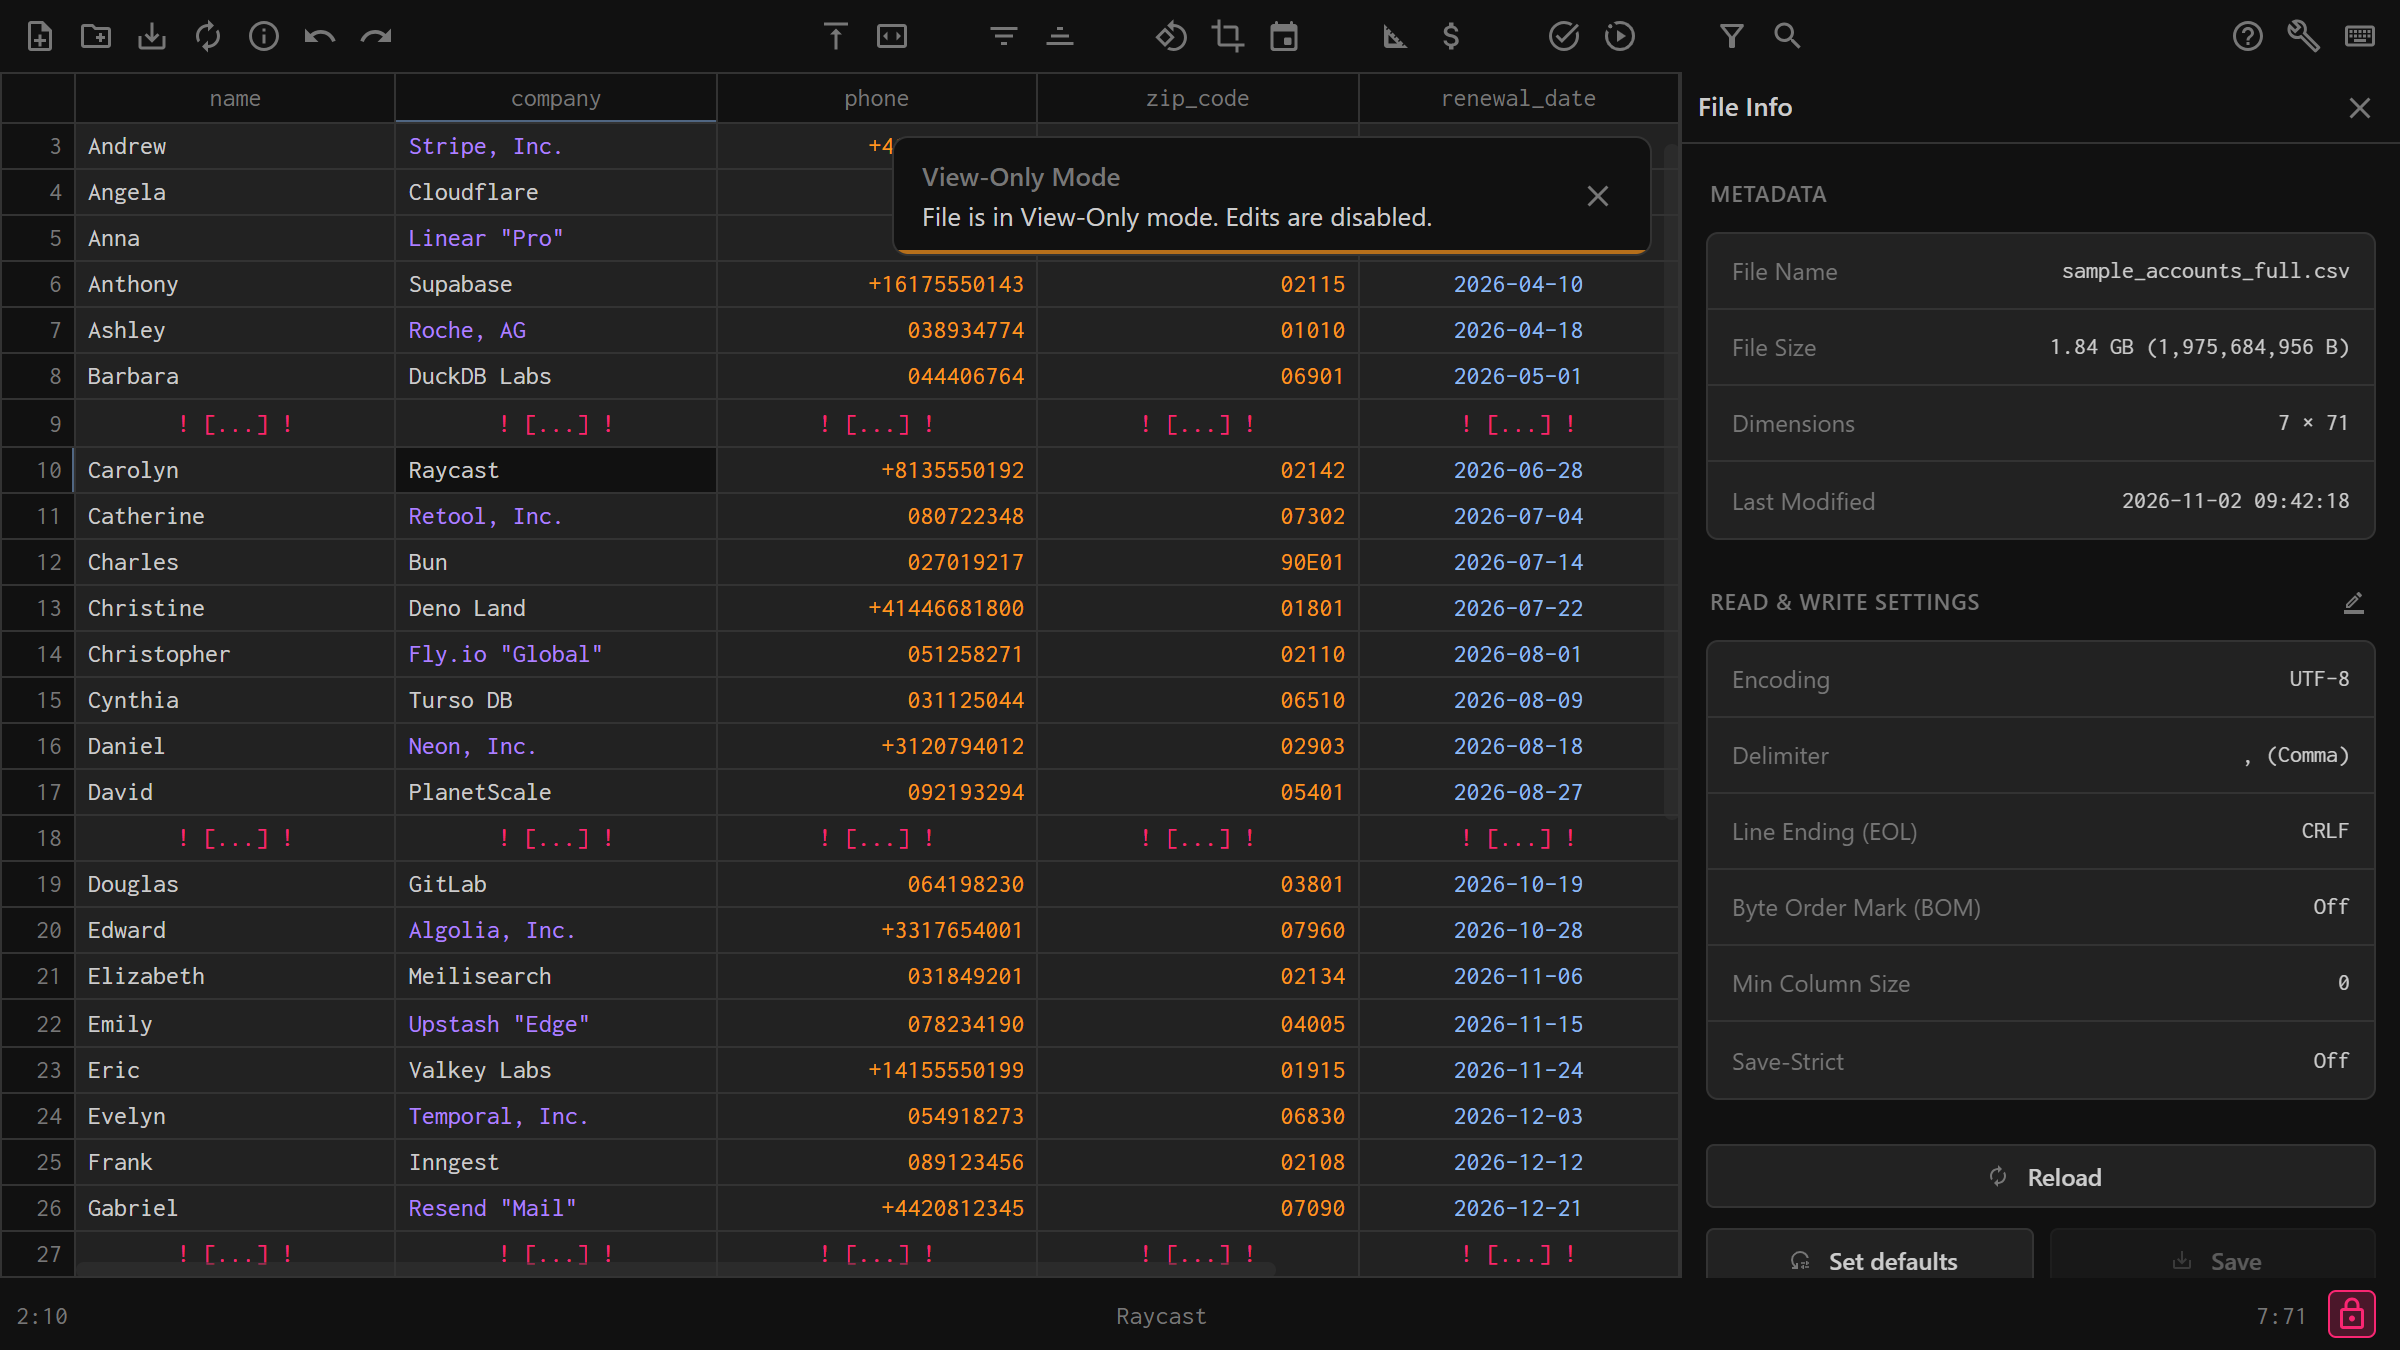 name company phone zip_code renewal_date
3 Andrew Stripe, Inc. +4
4 Angela Cloudflare
5 Anna Linear "Pro"
View-Only Mode
File is in View-Only mode. Edits are disabled.
6 Anthony Supabase +16175550143 02115 2026-04-10
7 Ashley Roche, AG 038934774 01010 2026-04-18
8 Barbara DuckDB Labs 044406764 06901 2026-05-01
9 ! [...] ! ! [...] ! ! [...] ! ! [...] ! ! [...] !
10 Carolyn Raycast +8135550192 02142 2026-06-28
11 Catherine Retool, Inc. 080722348 07302 2026-07-04
12 Charles Bun 027019217 90E01 2026-07-14
13 Christine Deno Land +41446681800 01801 2026-07-22
14 Christopher Fly.io "Global" 051258271 02110 2026-08-01
15 Cynthia Turso DB 031125044 06510 2026-08-09
16 Daniel Neon, Inc. +3120794012 02903 2026-08-18
17 David PlanetScale 092193294 05401 2026-08-27
18 ! [...] ! ! [...] ! ! [...] ! ! [...] ! ! [...] !
19 Douglas GitLab 064198230 03801 2026-10-19
20 Edward Algolia, Inc. +3317654001 07960 2026-10-28
21 Elizabeth Meilisearch 031849201 02134 2026-11-06
22 Emily Upstash "Edge" 078234190 04005 2026-11-15
23 Eric Valkey Labs +14155550199 01915 2026-11-24
24 Evelyn Temporal, Inc. 054918273 06830 2026-12-03
25 Frank Inngest 089123456 02108 2026-12-12
26 Gabriel Resend "Mail" +4420812345 07090 2026-12-21
27 ! [...] ! ! [...] ! ! [...] ! ! [...] ! ! [...] !
File Info
METADATA
File Name sample_accounts_full.csv
File Size 1.84 GB (1,975,684,956 B)
Dimensions 7 × 71
Last Modified 2026-11-02 09:42:18
READ & WRITE SETTINGS
Encoding UTF-8
Delimiter , (Comma)
Line Ending (EOL) CRLF
Byte Order Mark (BOM) Off
Min Column Size 0
Save-Strict Off
Reload
Set defaults Save
2:10 Raycast 7:71